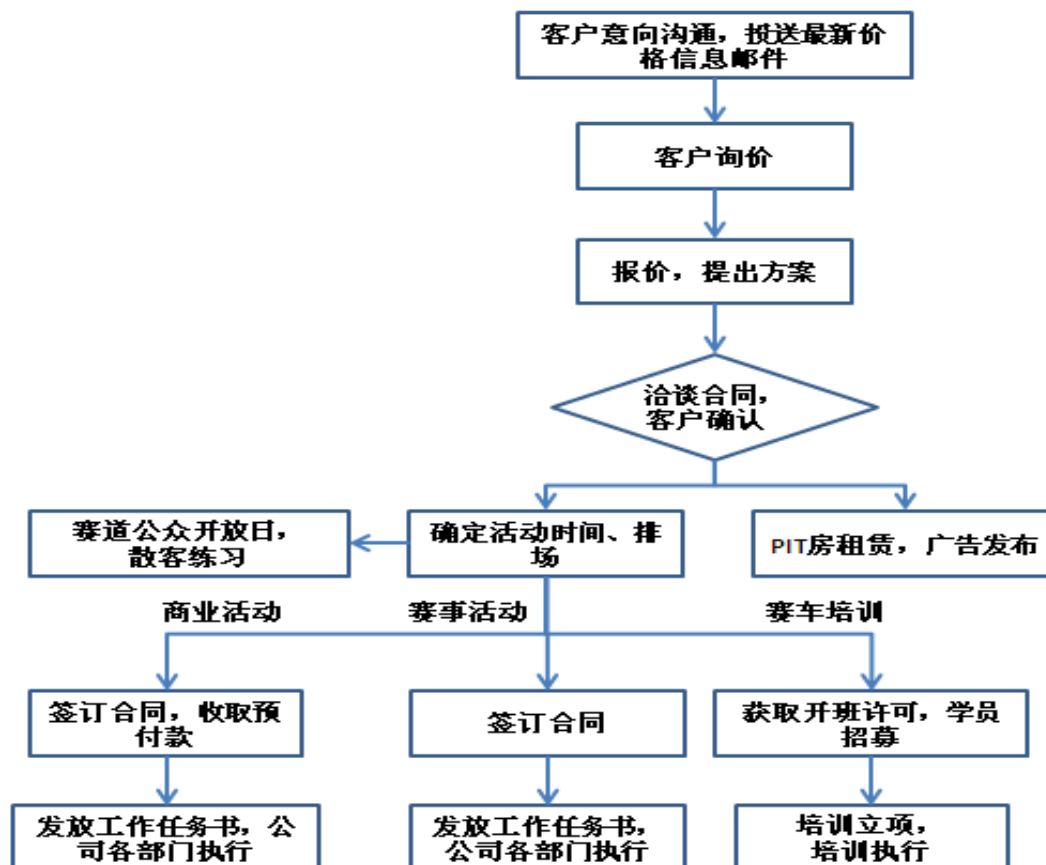 客户意向沟通，投送最新价
格信息邮件
客户询价
报价，提出方案
洽谈合同，
客户确认
赛道公众开放日，
散客练习
确定活动时间、排
场
PIT房租赁，广告发布
商业活动
赛事活动
赛车培训
签订合同，收取预
付款
签订合同
获取开班许可，学员
招募
发放工作任务书，公
司各部门执行
发放工作任务书，
公司各部门执行
培训立项，
培训执行